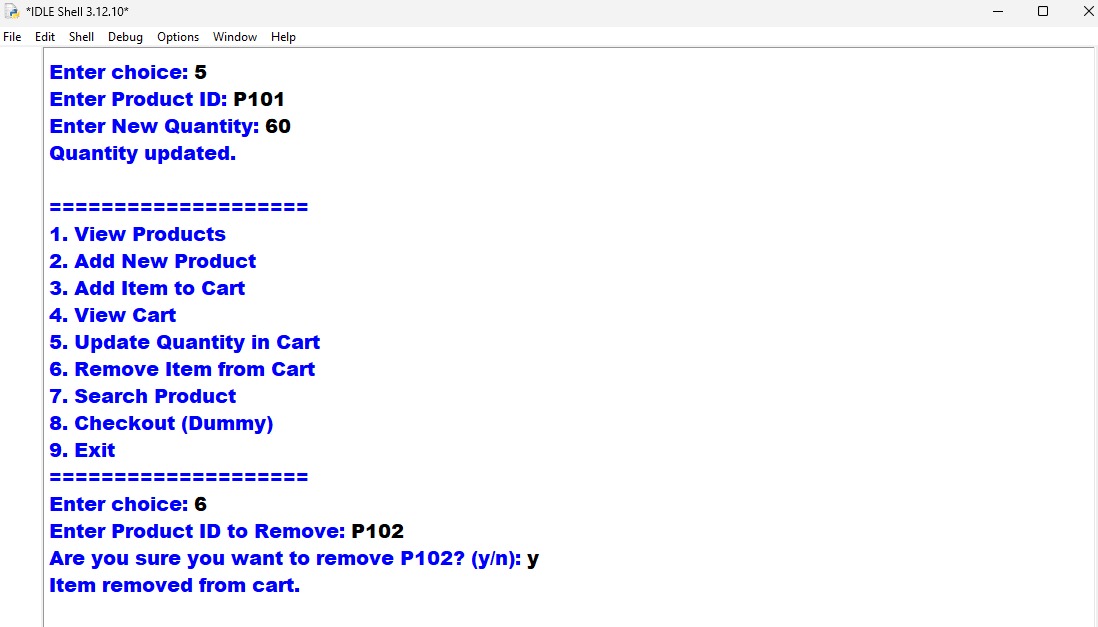 *IDLE Shell 3.12.10*
File Edit Shell Debug Options Window Help
Enter choice: 5
Enter Product ID: P101
Enter New Quantity: 60
Quantity updated.
====================
1. View Products
2. Add New Product
3. Add Item to Cart
4. View Cart
5. Update Quantity in Cart
6. Remove Item from Cart
7. Search Product
8. Checkout (Dummy)
9. Exit
====================
Enter choice: 6
Enter Product ID to Remove: P102
Are you sure you want to remove P102? (y/n): y
Item removed from cart.